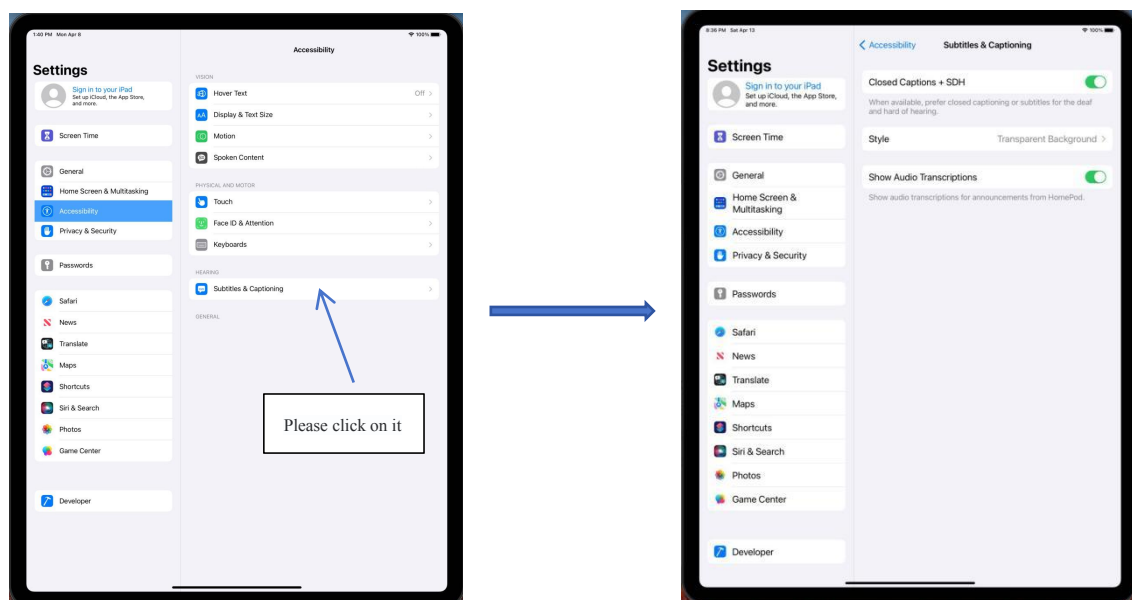 1:40 PM Mon Apr 8
100%
Accessibility
Settings
Sign in to your iPad
Set up iCloud, the App Store,
and more.
Screen Time
General
Home Screen & Multitasking
Accessibility
Privacy & Security
Passwords
Safari
News
Translate
Maps
Shortcuts
Siri & Search
Photos
Game Center
Developer
VISION
Hover Text Off
Display & Text Size
Motion
Spoken Content
PHYSICAL AND MOTOR
Touch
Face ID & Attention
Keyboards
HEARING
Subtitles & Captioning
GENERAL
Please click on it
8:36 PM Sat Apr 13
100%
Accessibility Subtitles & Captioning
Settings
Sign in to your iPad
Set up iCloud, the App Store,
and more.
Screen Time
General
Home Screen &
Multitasking
Accessibility
Privacy & Security
Passwords
Safari
News
Translate
Maps
Shortcuts
Siri & Search
Photos
Game Center
Developer
Closed Captions + SDH
When available, prefer closed captioning or subtitles for the deaf
and hard of hearing.
Style Transparent Background
Show Audio Transcriptions
Show audio transcriptions for announcements from HomePod.